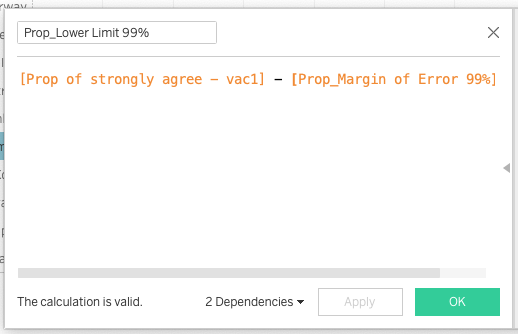 Prop_Lower Limit 99%
[Prop of strongly agree - vac1] - [Prop_Margin of Error 99%]
The calculation is valid.
2 Dependencies
Apply
OK